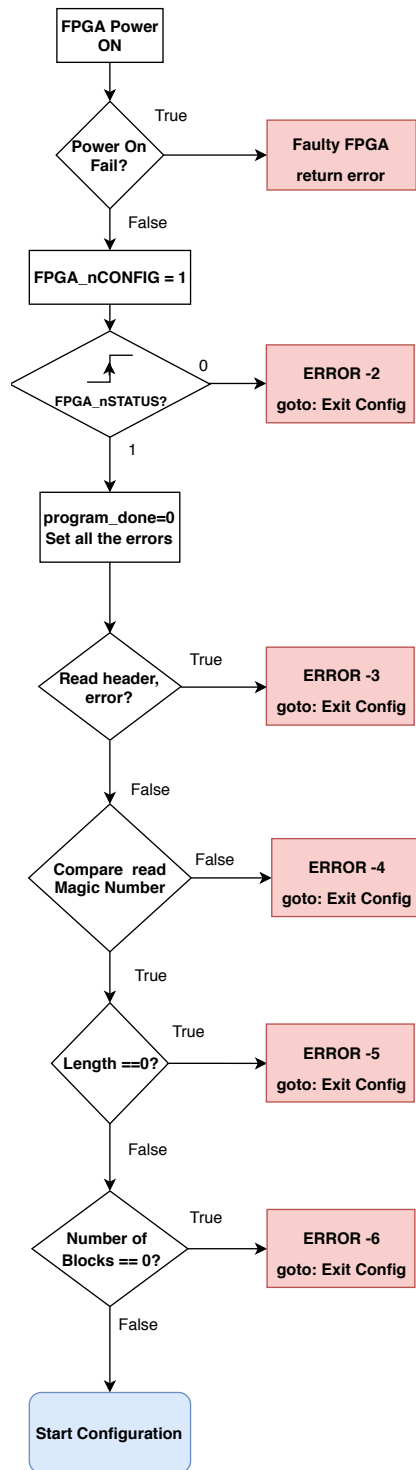 FPGA Power
ON
True
Power On
Fail?
Faulty FPGA
return error
False
FPGA_nCONFIG = 1
0
FPGA_nSTATUS?
ERROR -2
goto: Exit Config
1
program_done=0
Set all the errors
True
Read header,
error?
ERROR -3
goto: Exit Config
False
False
Compare read
Magic Number
ERROR -4
goto: Exit Config
True
True
Length ==0?
ERROR -5
goto: Exit Config
False
True
Number of
Blocks == 0?
ERROR -6
goto: Exit Config
False
Start Configuration